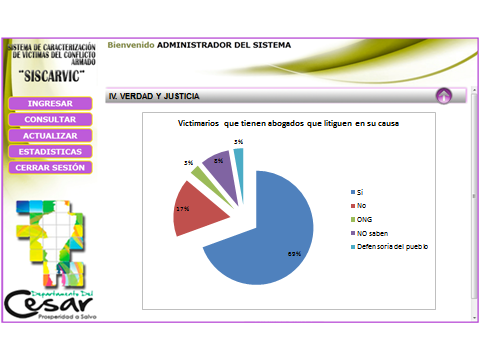 SISTEMA DE CARACTERIZACIÓN
DE VÍCTIMAS DEL CONFLICTO
ARMADO
"SISCARVIC"
Bienvenido ADMINISTRADOR DEL SISTEMA
INGRESAR
CONSULTAR
ACTUALIZAR
ESTADISTICAS
CERRAR SESIÓN
IV. VERDAD Y JUSTICIA
Victimarios que tienen abogados que litiguen en su causa
3%
8%
3%
17%
69%
Si
No
ONG
NO saben
Defensoria del pueblo
Departamento Del
Cesar
Prosperidad a Salvo